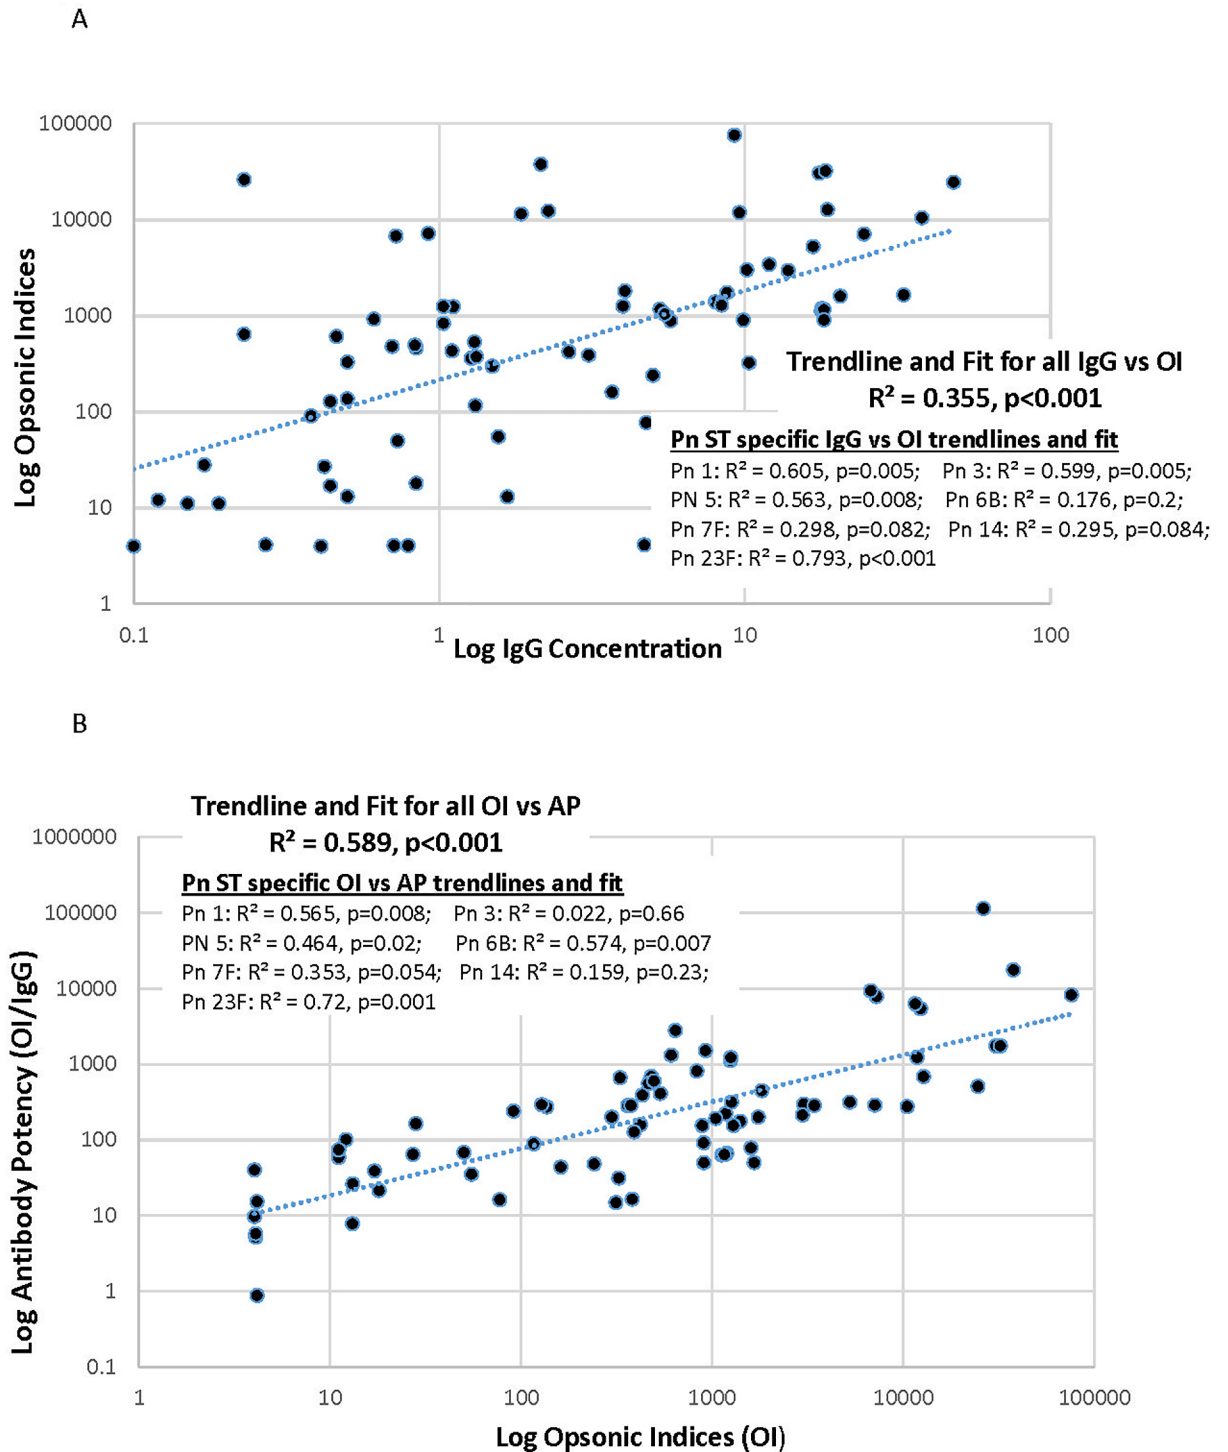 A
100000
10000
1000
100
10
1
Log Opsonic Indices
Trendline and Fit for all IgG vs OI
R² = 0.355, p<0.001
Pn ST specific IgG vs OI trendlines and fit
Pn 1: R² = 0.605, p=0.005; Pn 3: R² = 0.599, p=0.005;
PN 5: R² = 0.563, p=0.008; Pn 6B: R² = 0.176, p=0.2;
Pn 7F: R² = 0.298, p=0.082; Pn 14: R² = 0.295, p=0.084;
Pn 23F: R² = 0.793, p<0.001
0.1 1 10 100
Log IgG Concentration
B
Trendline and Fit for all OI vs AP
R² = 0.589, p<0.001
Pn ST specific OI vs AP trendlines and fit
Pn 1: R² = 0.565, p=0.008; Pn 3: R² = 0.022, p=0.66
PN 5: R² = 0.464, p=0.02; Pn 6B: R² = 0.574, p=0.007
Pn 7F: R² = 0.353, p=0.054; Pn 14: R² = 0.159, p=0.23;
Pn 23F: R² = 0.72, p=0.001
1000000
100000
10000
1000
100
10
1
0.1
Log Antibody Potency (OI/IgG)
1 10 100 1000 10000 100000
Log Opsonic Indices (OI)